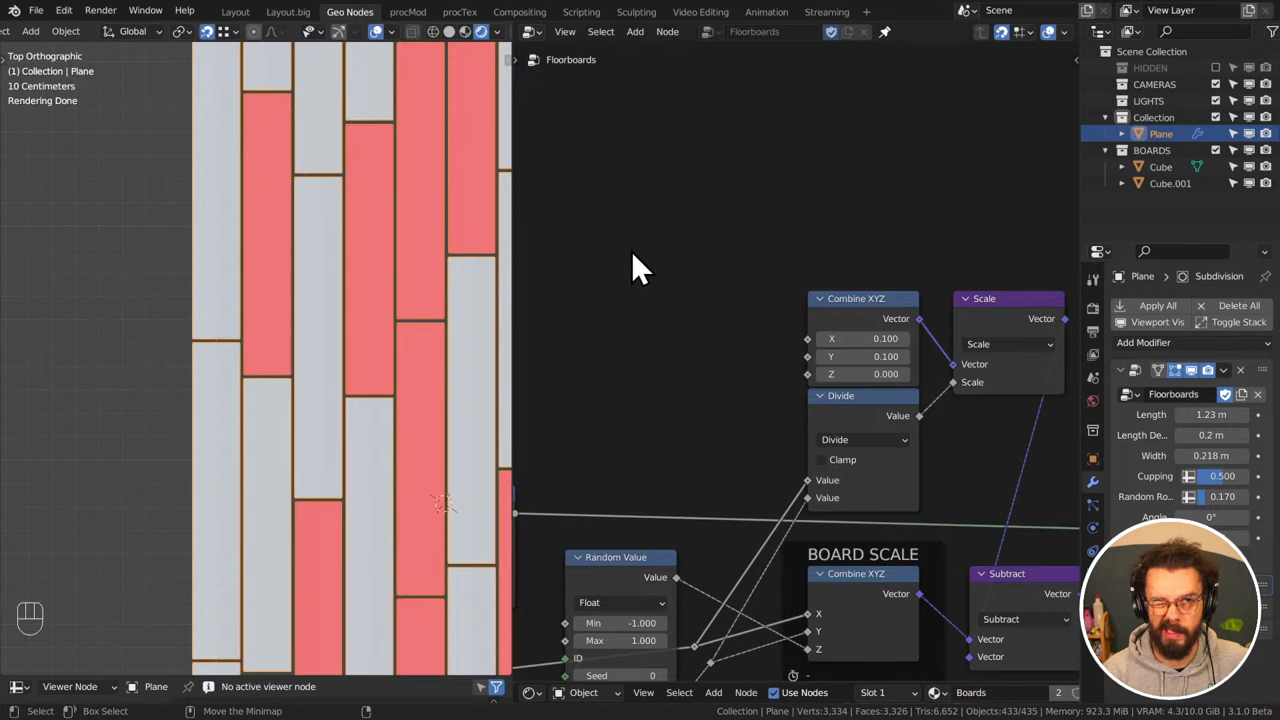 File Edit Render Window Help Layout Layout.big Geo Nodes procMod procTex Compositing Scripting Sculpting Video Editing Animation Streaming + Scene View Layer
Add Object Global View Select Add Node Floorboards
Top Orthographic
(1) Collection | Plane
10 Centimeters
Rendering Done
Floorboards
Scene Collection
HIDDEN
CAMERAS
LIGHTS
Collection
Plane
BOARDS
Cube
Cube.001
Plane > Subdivision
Apply All Delete All
Viewport Vis Toggle Stack
Add Modifier
Floorboards
Length 1.23 m
Length De... 0.2 m
Width 0.218 m
Cupping 0.500
Random Ro... 0.170
Angle 0°
Combine XYZ
Vector
X 0.100
Y 0.100
Z 0.000
Divide
Value
Divide
Clamp
Value
Value
Scale
Vector
Scale
Vector
Scale
Random Value
Value
Float
Min -1.000
Max 1.000
ID
Seed 0
BOARD SCALE
Combine XYZ
Vector
X
Y
Z
Subtract
Vector
Subtract
Vector
Vector
Viewer Node Plane > No active viewer node
Object View Select Add Node Use Nodes Slot 1 Boards 2
Select Box Select Move the Minimap Collection | Plane | Verts:3,334 | Faces:3,326 | Tris:6,652 | Objects:433/435 | Memory: 923.3 MiB | VRAM: 4.3/10.0 GiB | 3.1.0 Beta